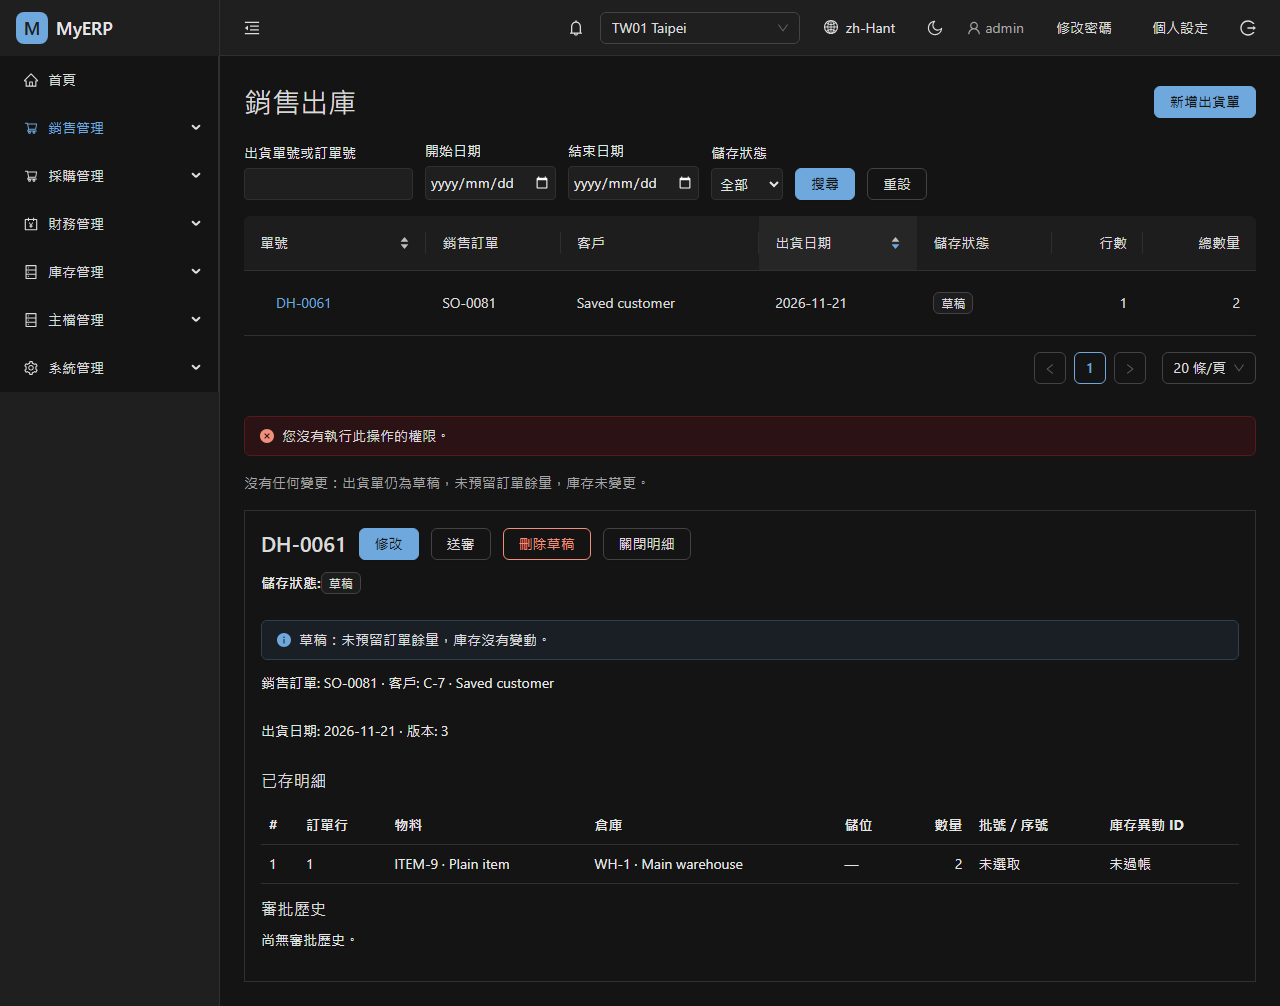 M MyERP
TW01 Taipei zh-Hant admin 修改密碼 個人設定
首頁
銷售管理
採購管理
財務管理
庫存管理
主檔管理
系統管理
銷售出庫 新增出貨單
出貨單號或訂單號 開始日期 結束日期 儲存狀態
yyyy/mm/dd yyyy/mm/dd 全部 搜尋 重設
單號 銷售訂單 客戶 出貨日期 儲存狀態 行數 總數量
DH-0061 SO-0081 Saved customer 2026-11-21 草稿 1 2
< 1 > 20 條/頁
您沒有執行此操作的權限。
沒有任何變更：出貨單仍為草稿，未預留訂單餘量，庫存未變更。
DH-0061 修改 送審 刪除草稿 關閉明細
儲存狀態: 草稿
草稿：未預留訂單餘量，庫存沒有變動。
銷售訂單: SO-0081 · 客戶: C-7 · Saved customer
出貨日期: 2026-11-21 · 版本: 3
已存明細
# 訂單行 物料 倉庫 儲位 數量 批號 / 序號 庫存異動 ID
1 1 ITEM-9 · Plain item WH-1 · Main warehouse — 2 未選取 未過帳
審批歷史
尚無審批歷史。